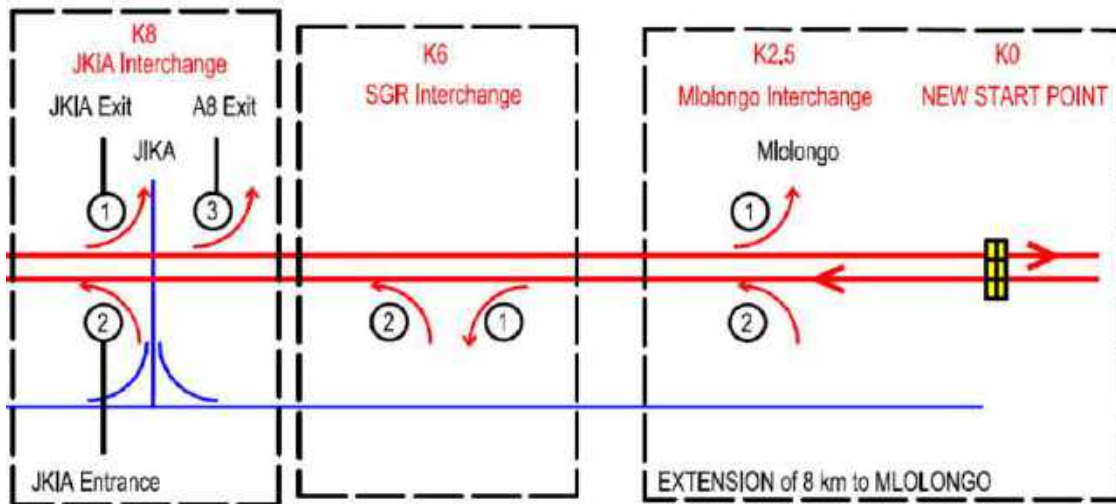 K8
JKiA Interchange
JKIA Exit
A8 Exit
JIKA
1
3
2
JKIA Entrance
K6
SGR Interchange
2
1
K2.5
Mlolongo Interchange
Mlolongo
1
2
K0
NEW START POINT
EXTENSION of 8 km to MLOLONGO